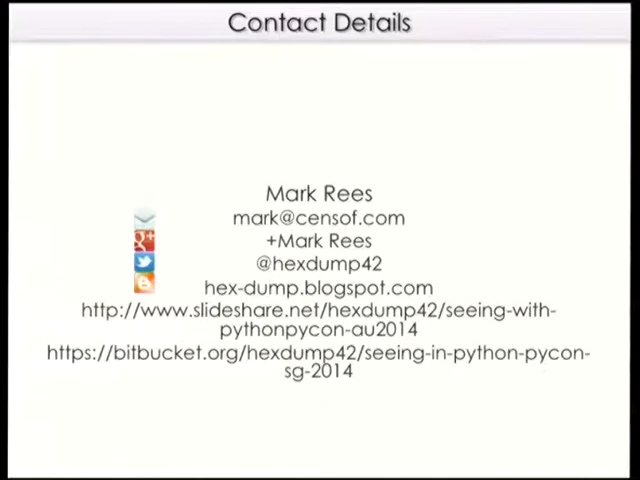 Contact Details
Mark Rees
mark@censof.com
g+
+Mark Rees
@hexdump42
hex-dump.blogspot.com
http://www.slideshare.net/hexdump42/seeing-with-
pythonpycon-au2014
https://bitbucket.org/hexdump42/seeing-in-python-pycon-
sg-2014